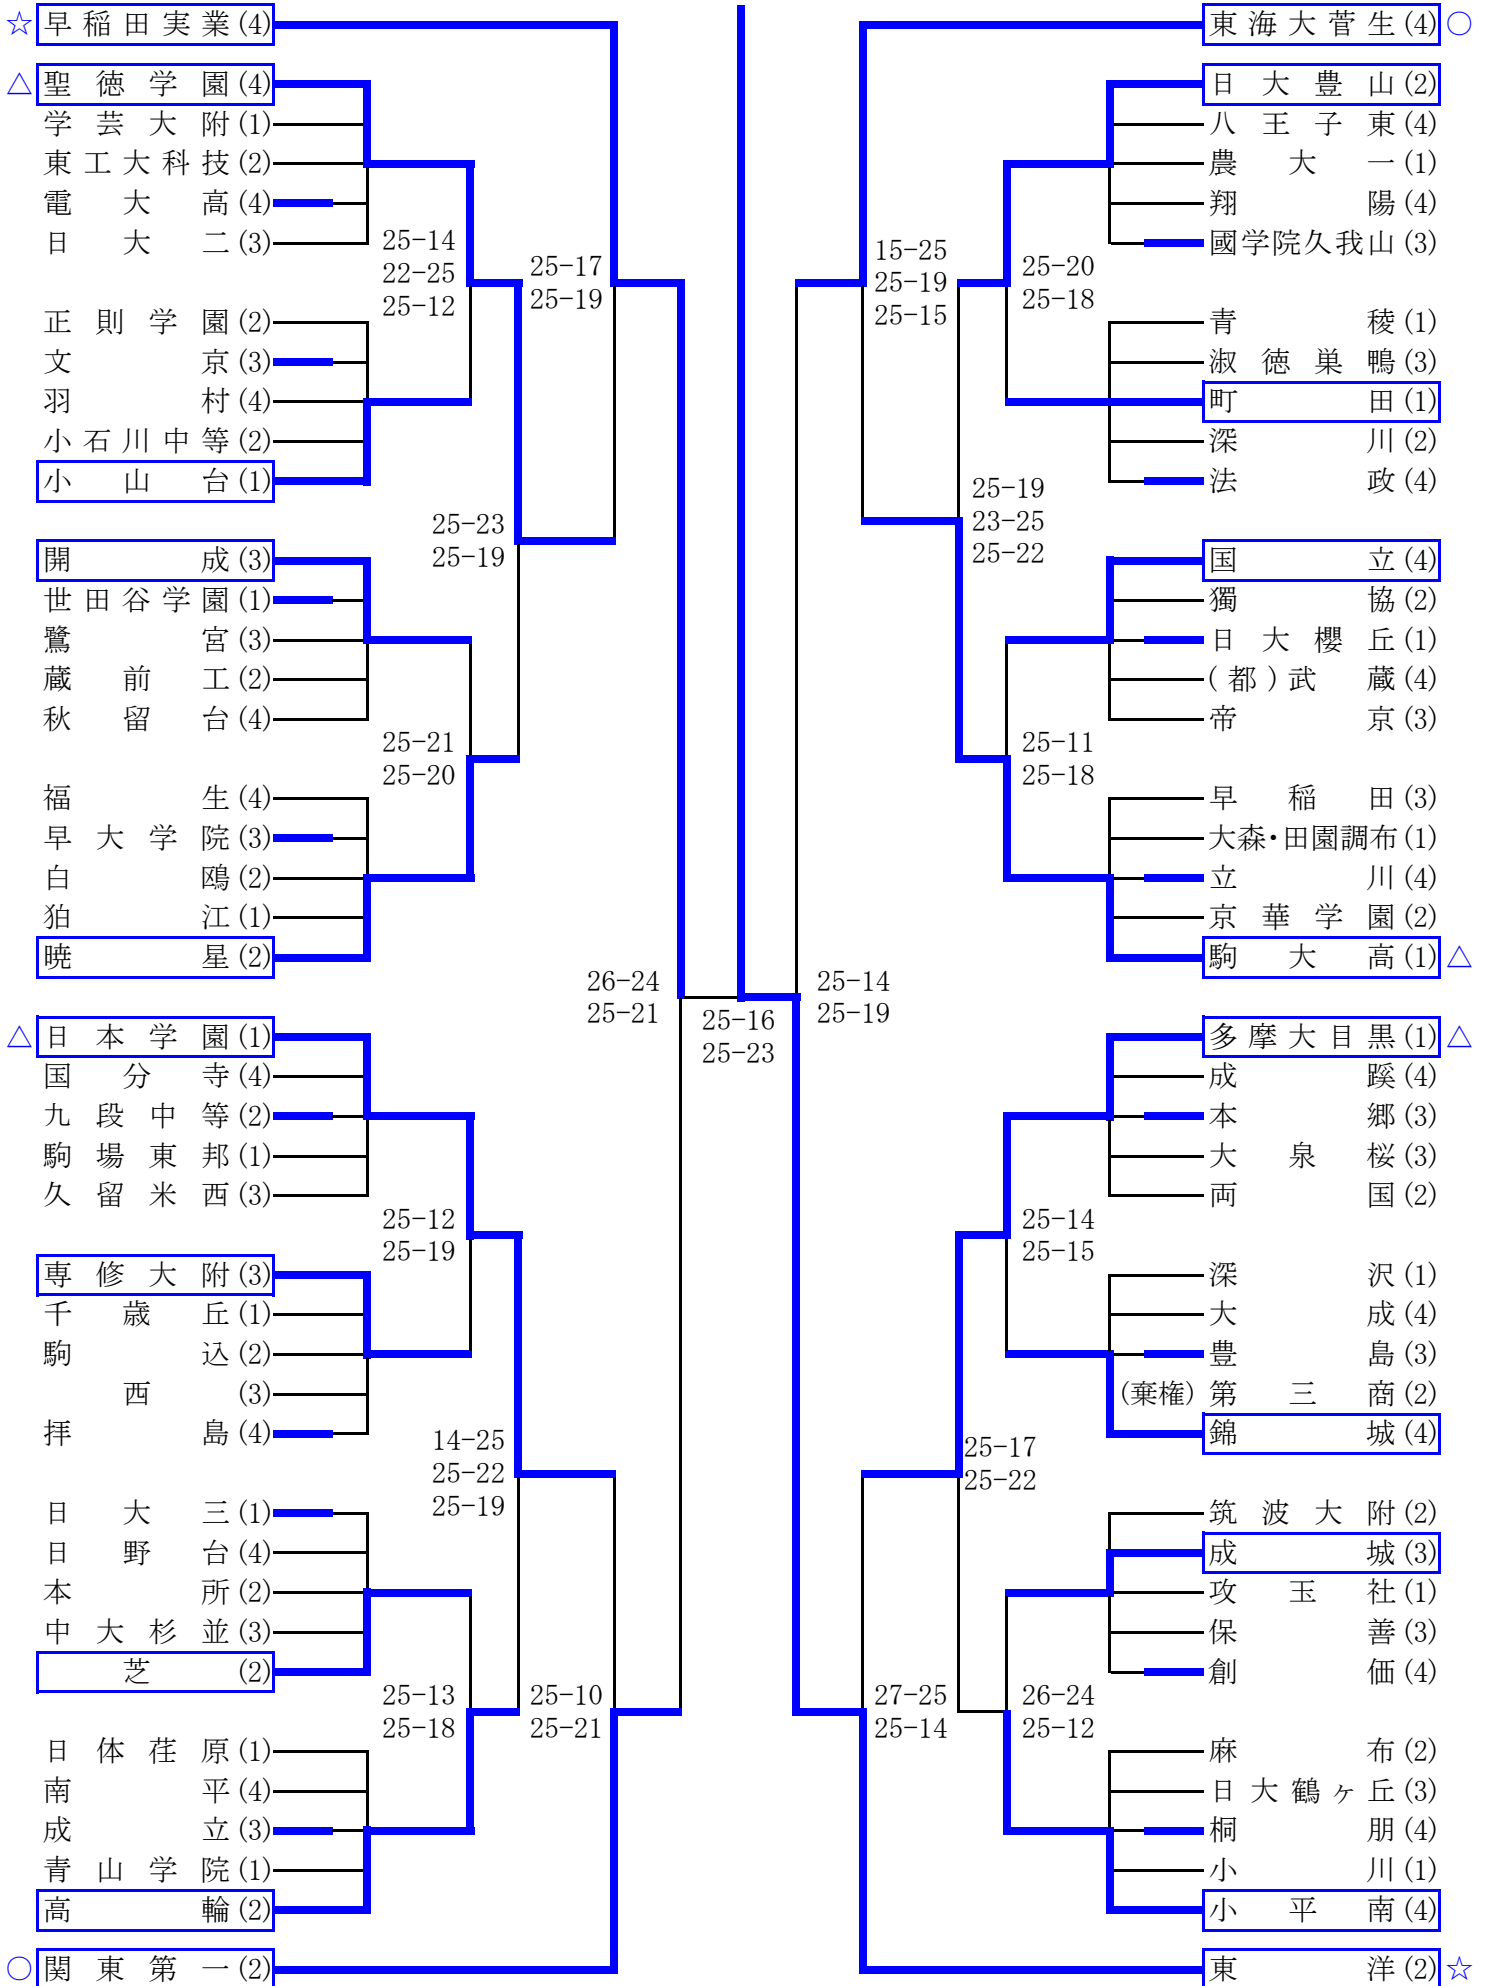 ☆早稲田実業(4)
△聖徳学園(4)
学芸大附(1)
東工大科技(2)
電大高(4)
日大二(3)
正則学園(2)
文京(3)
羽村(4)
小石川中等(2)
小山台(1)
開成(3)
世田谷学園(1)
鷺宮(3)
蔵前工(2)
秋留台(4)
福生(4)
早大学院(3)
白鴎(2)
狛江(1)
暁星(2)
△日本学園(1)
国分寺(4)
九段中等(2)
駒場東邦(1)
久留米西(3)
専修大附(3)
千歳丘(1)
駒込(2)
西(3)
拝島(4)
日大三(1)
日野台(4)
本所(2)
中大杉並(3)
芝(2)
日体荏原(1)
南平(4)
成立(3)
青山学院(1)
高輪(2)
○関東第一(2)
25-14
22-25
25-12
25-17
25-19
25-23
25-19
25-21
25-20
26-24
25-21
25-12
25-19
14-25
25-22
25-19
25-13
25-18
25-10
25-21
25-16
25-23
25-14
25-19
15-25
25-19
25-15
25-20
25-18
25-19
23-25
25-22
25-11
25-18
25-14
25-15
25-17
25-22
27-25
25-14
26-24
25-12
東海大菅生(4)○
日大豊山(2)
八王子東(4)
農大一(1)
翔陽(4)
國学院久我山(3)
青稜(1)
淑徳巣鴨(3)
町田(1)
深川(2)
法政(4)
国立(4)
獨協(2)
日大櫻丘(1)
(都)武蔵(4)
帝京(3)
早稲田(3)
大森・田園調布(1)
立川(4)
京華学園(2)
駒大高(1)△
多摩大目黒(1)△
成蹊(4)
本郷(3)
大泉桜(3)
両国(2)
深沢(1)
大成(4)
豊島(3)
(棄権)第三商(2)
錦城(4)
筑波大附(2)
成城(3)
攻玉社(1)
保善(3)
創価(4)
麻布(2)
日大鶴ヶ丘(3)
桐朋(4)
小川(1)
小平南(4)
東洋(2)☆